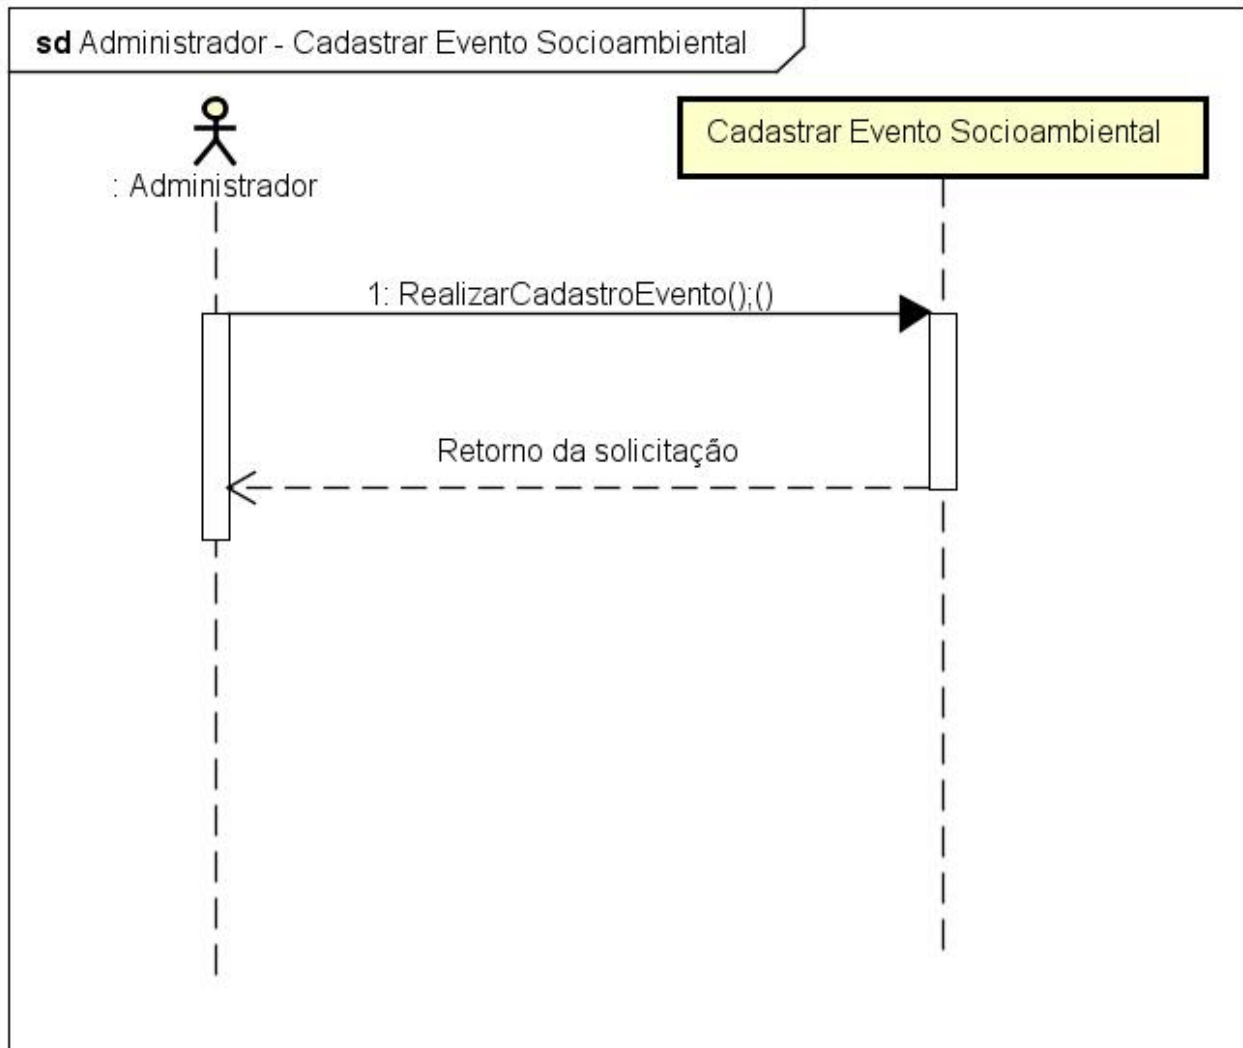 sd Administrador - Cadastrar Evento Socioambiental
Cadastrar Evento Socioambiental
: Administrador
1: RealizarCadastroEvento();()
Retorno da solicitação